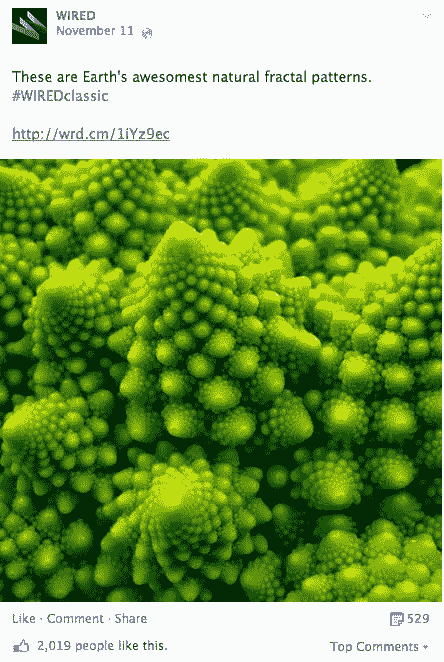 WIRED
November 11
These are Earth's awesomest natural fractal patterns.
#WIREDclassic
http://wrd.cm/1iYz9ec
Like · Comment · Share
529
2,019 people like this.
Top Comments